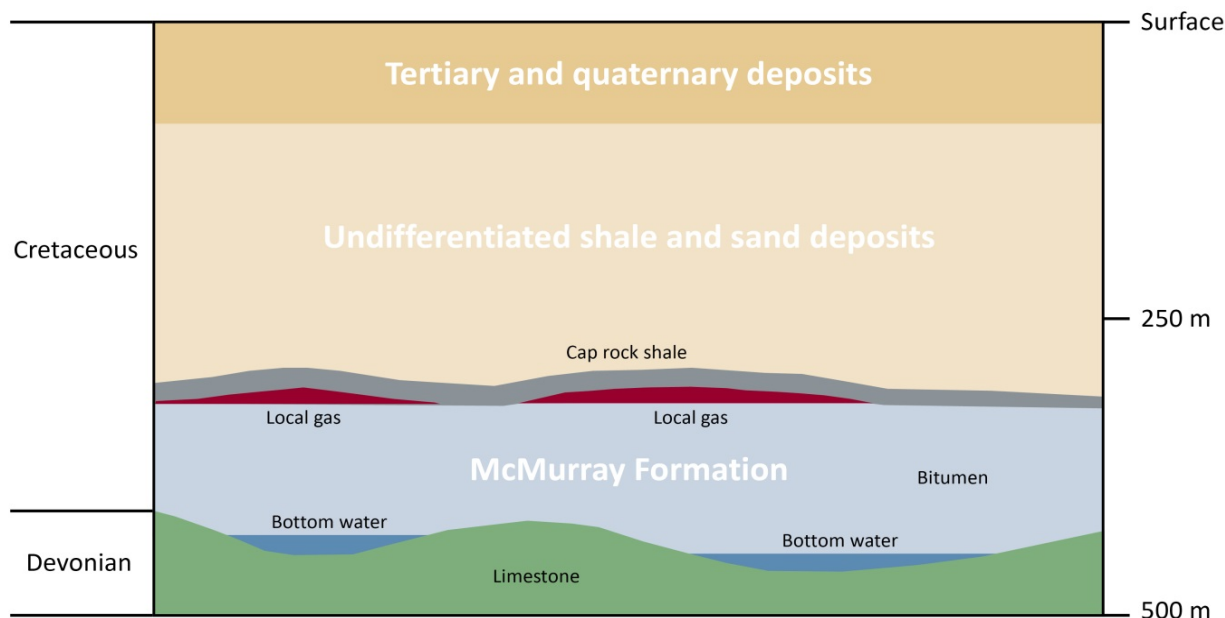 Surface
Tertiary and quaternary deposits
Undifferentiated shale and sand deposits
Cretaceous
250 m
Cap rock shale
Local gas
Local gas
McMurray Formation
Bitumen
Bottom water
Bottom water
Devonian
Limestone
500 m